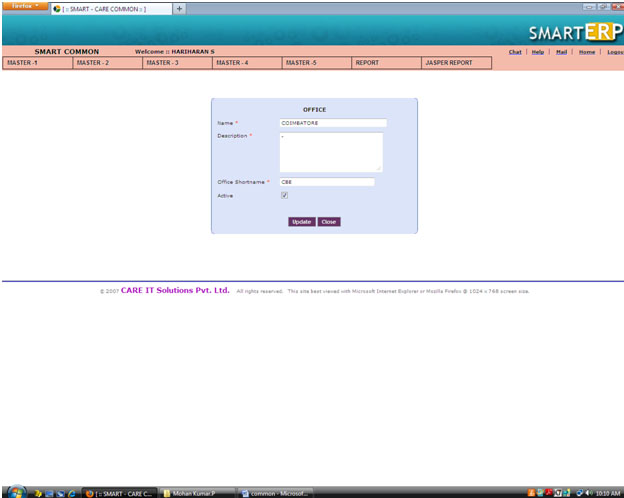 Firefox
[ :: SMART - CARE COMMON :: ]
+
SMARTERP
SMART COMMON
Welcome :: HARIHARAN S
Chat | Help | Mail | Home | Logou
MASTER -1 MASTER - 2 MASTER - 3 MASTER - 4 MASTER -5 REPORT JASPER REPORT
OFFICE
Name * COIMBATORE
Description * -
Office Shortname * CBE
Active
Update Close
© 2007 CARE IT Solutions Pvt. Ltd. All rights reserved. This site best viewed with Microsoft Internet Explorer or Mozilla Firefox @ 1024 x 768 screen size.
[ :: SMART - CARE C... Mohan Kumar.P common - Microsof... 10:10 AM